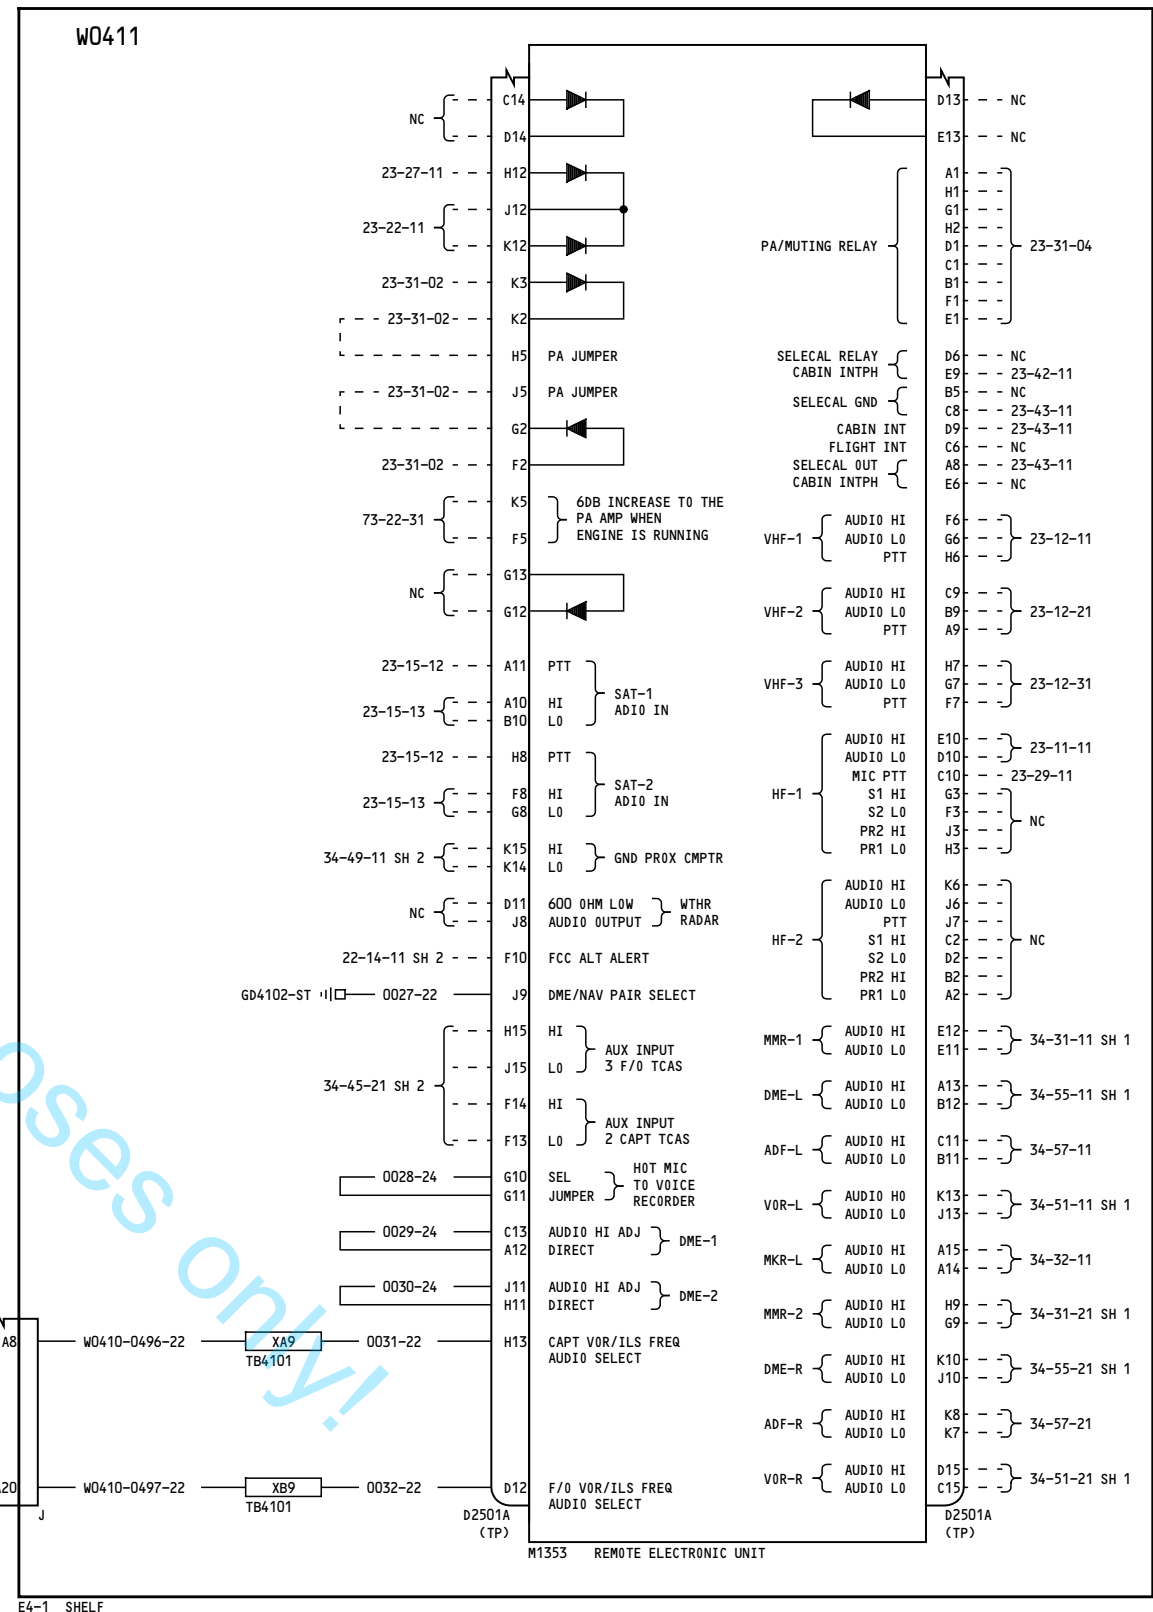 W0411
NC
C14
D14
D13 NC
E13 NC
23-27-11 H12
23-22-11
J12
K12
23-31-02 K3
23-31-02 K2
H5 PA JUMPER
23-31-02 J5 PA JUMPER
G2
23-31-02 F2
73-22-31
K5
F5
6DB INCREASE TO THE
PA AMP WHEN
ENGINE IS RUNNING
NC
G13
G12
23-15-12 A11 PTT
23-15-13
A10 HI
B10 LO
SAT-1
ADIO IN
23-15-12 H8 PTT
23-15-13
F8 HI
G8 LO
SAT-2
ADIO IN
34-49-11 SH 2
K15 HI
K14 LO
GND PROX CMPTR
NC
D11 600 OHM LOW
J8 AUDIO OUTPUT
WTHR
RADAR
22-14-11 SH 2 F10 FCC ALT ALERT
GD4102-ST 0027-22 J9 DME/NAV PAIR SELECT
34-45-21 SH 2
H15 HI
J15 LO
AUX INPUT
3 F/O TCAS
F14 HI
F13 LO
AUX INPUT
2 CAPT TCAS
0028-24 G10 SEL
G11 JUMPER
HOT MIC
TO VOICE
RECORDER
0029-24 C13 AUDIO HI ADJ
A12 DIRECT
DME-1
0030-24 J11 AUDIO HI ADJ
H11 DIRECT
DME-2
A8 W0410-0496-22 XA9 0031-22 H13 CAPT VOR/ILS FREQ
TB4101 AUDIO SELECT
A20 W0410-0497-22 XB9 0032-22 D12 F/O VOR/ILS FREQ
TB4101 AUDIO SELECT
J
D2501A
(TP)
PA/MUTING RELAY
A1
H1
G1
H2
D1
C1
B1
F1
E1
23-31-04
SELECAL RELAY D6 NC
CABIN INTPH E9 23-42-11
SELECAL GND
B5 NC
C8 23-43-11
CABIN INT D9 23-43-11
FLIGHT INT C6 NC
SELECAL OUT A8 23-43-11
CABIN INTPH E6 NC
VHF-1
AUDIO HI F6
AUDIO LO G6
PTT H6
23-12-11
VHF-2
AUDIO HI C9
AUDIO LO B9
PTT A9
23-12-21
VHF-3
AUDIO HI H7
AUDIO LO G7
PTT F7
23-12-31
HF-1
AUDIO HI E10
AUDIO LO D10
23-11-11
MIC PTT C10 23-29-11
S1 HI G3
S2 LO F3
PR2 HI J3
PR1 LO H3
NC
HF-2
AUDIO HI K6
AUDIO LO J6
PTT J7
S1 HI C2
S2 LO D2
PR2 HI B2
PR1 LO A2
NC
MMR-1
AUDIO HI E12
AUDIO LO E11
34-31-11 SH 1
DME-L
AUDIO HI A13
AUDIO LO B12
34-55-11 SH 1
ADF-L
AUDIO HI C11
AUDIO LO B11
34-57-11
VOR-L
AUDIO HO K13
AUDIO LO J13
34-51-11 SH 1
MKR-L
AUDIO HI A15
AUDIO LO A14
34-32-11
MMR-2
AUDIO HI H9
AUDIO LO G9
34-31-21 SH 1
DME-R
AUDIO HI K10
AUDIO LO J10
34-55-21 SH 1
ADF-R
AUDIO HI K8
AUDIO LO K7
34-57-21
VOR-R
AUDIO HI D15
AUDIO LO C15
34-51-21 SH 1
D2501A
(TP)
M1353 REMOTE ELECTRONIC UNIT
E4-1 SHELF
only!